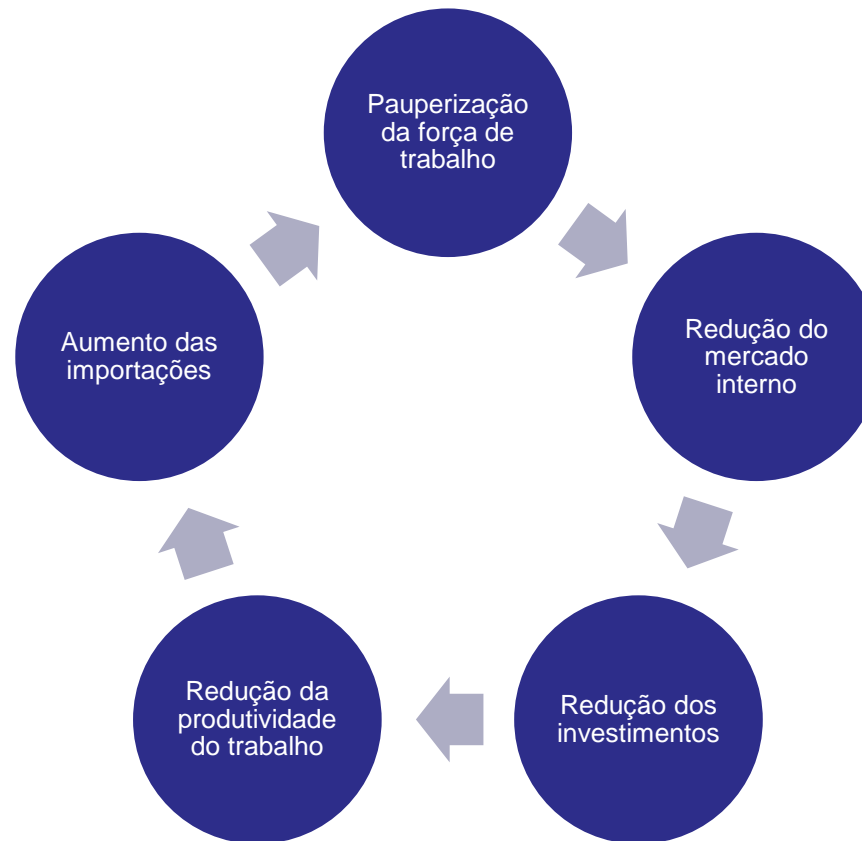 Pauperização
da força de
trabalho
Redução do
mercado
interno
Redução dos
investimentos
Redução da
produtividade
do trabalho
Aumento das
importações